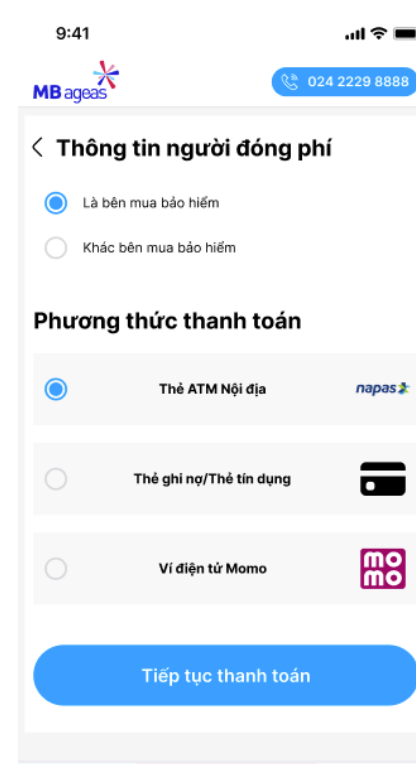 9:41
MB ageas
024 2229 8888
Thông tin người đóng phí
Là bên mua bảo hiểm
Khác bên mua bảo hiểm
Phương thức thanh toán
Thẻ ATM Nội địa
napas
Thẻ ghi nợ/Thẻ tín dụng
Ví điện tử Momo
mo
mo
Tiếp tục thanh toán